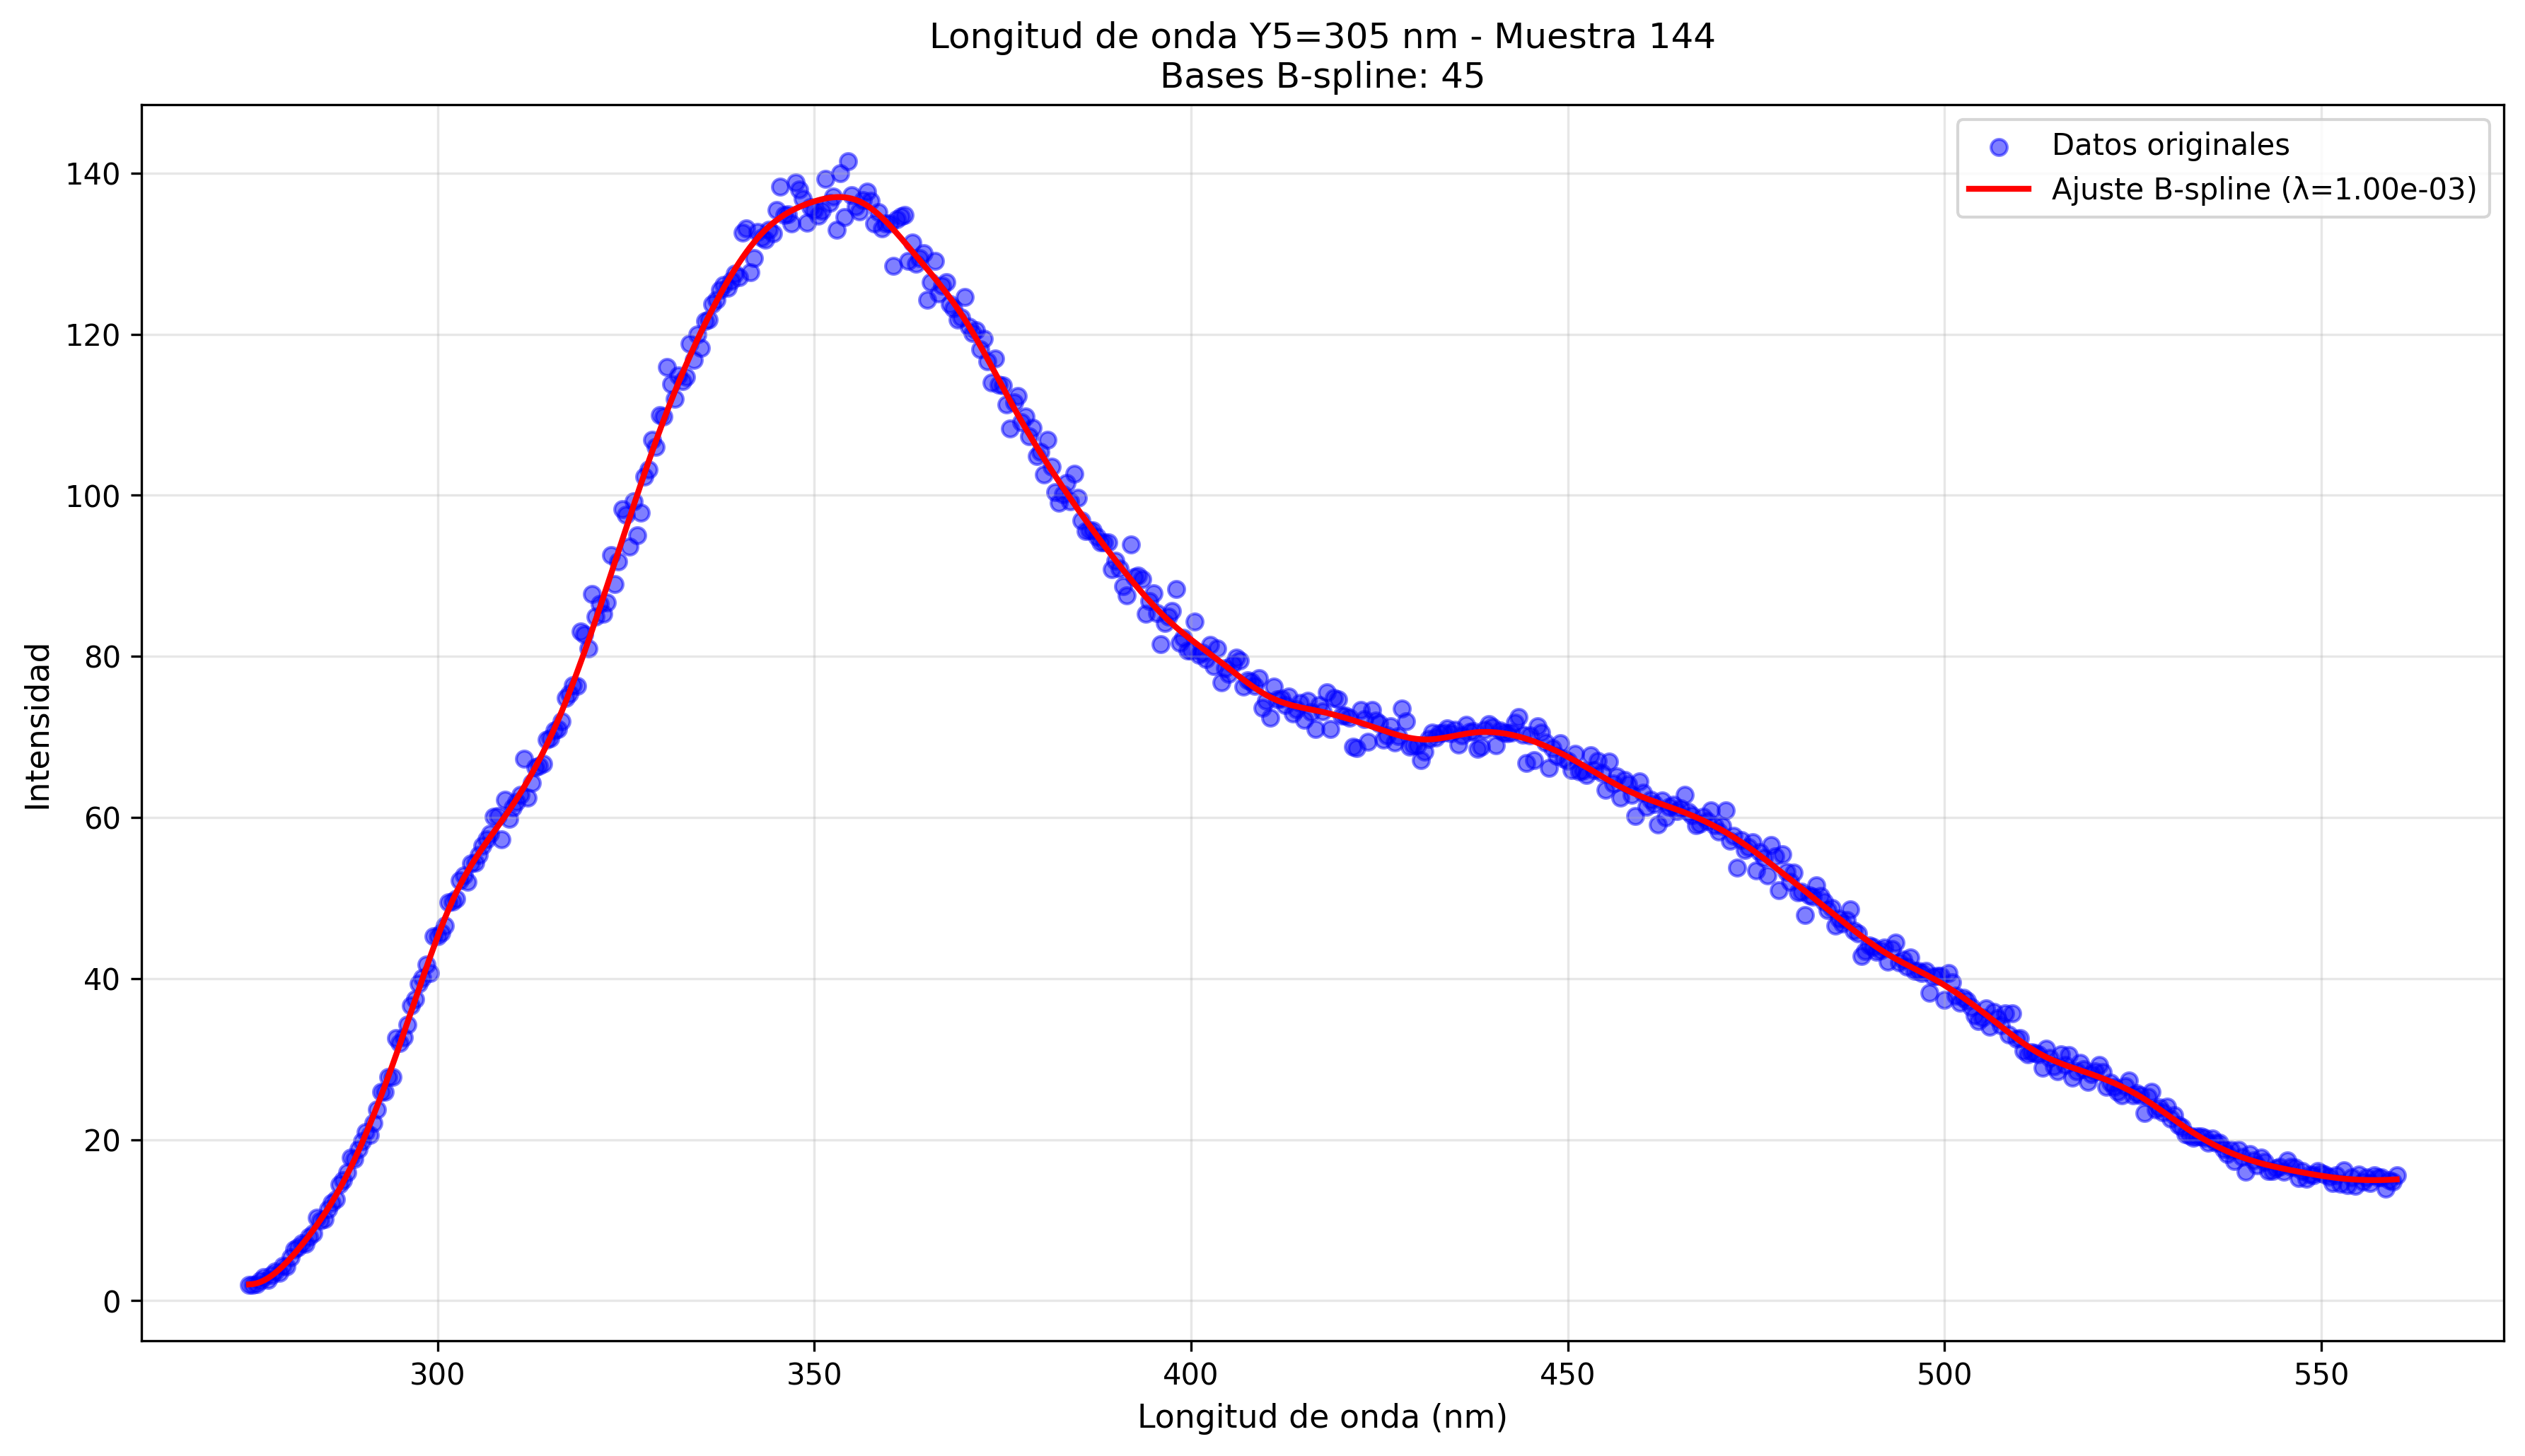 Longitud de onda Y5=305 nm - Muestra 144
Bases B-spline: 45
Datos originales
Ajuste B-spline (λ=1.00e-03)
Intensidad
140
120
100
80
60
40
20
0
300 350 400 450 500 550
Longitud de onda (nm)